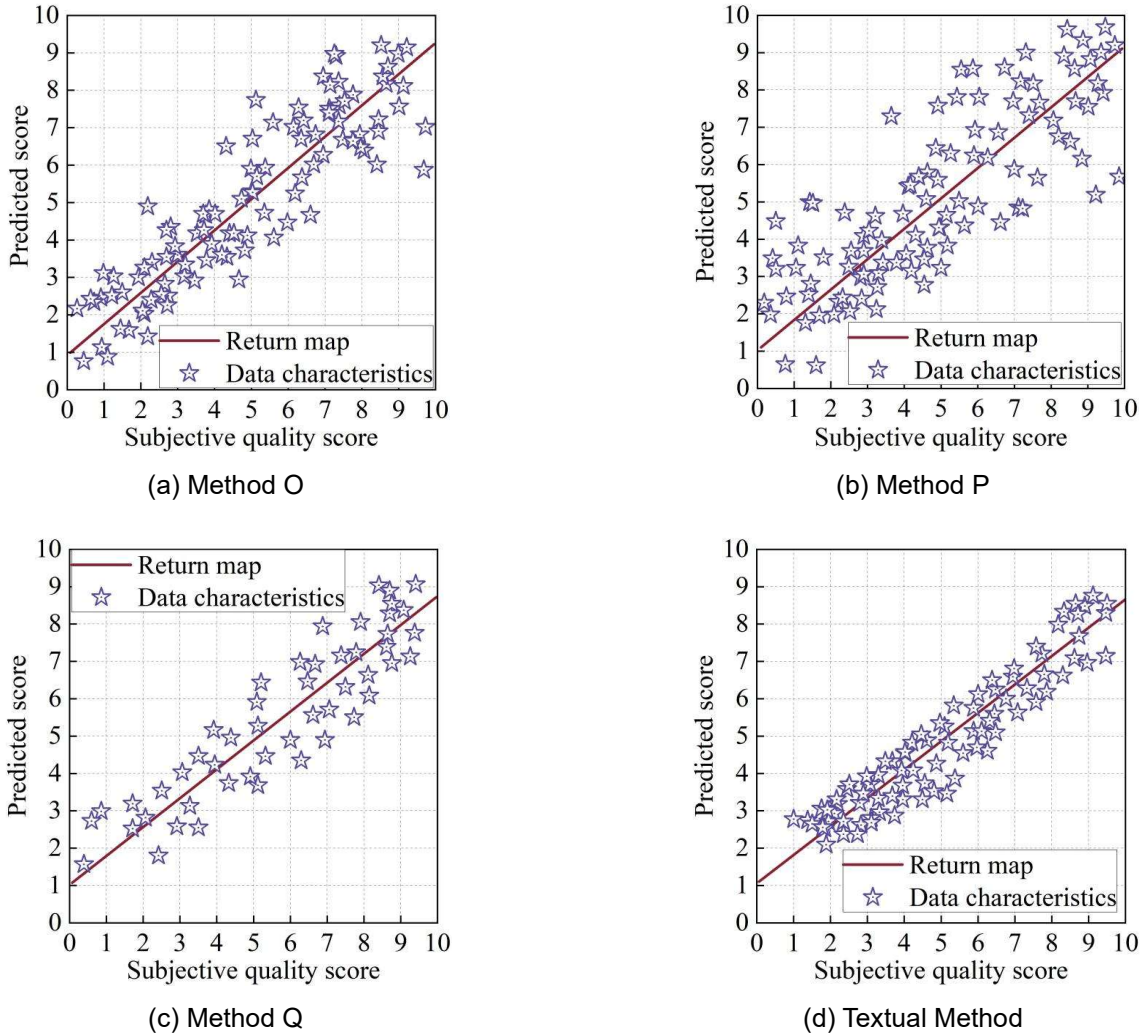 10
9
8
7
6
5
4
3
2
1
0
Predicted score
Return map
Data characteristics
0 1 2 3 4 5 6 7 8 9 10
Subjective quality score
(a) Method O
10
9
8
7
6
5
4
3
2
1
0
Predicted score
Return map
Data characteristics
0 1 2 3 4 5 6 7 8 9 10
Subjective quality score
(b) Method P
10
9
8
7
6
5
4
3
2
1
0
Predicted score
Return map
Data characteristics
0 1 2 3 4 5 6 7 8 9 10
Subjective quality score
(c) Method Q
10
9
8
7
6
5
4
3
2
1
0
Predicted score
Return map
Data characteristics
0 1 2 3 4 5 6 7 8 9 10
Subjective quality score
(d) Textual Method